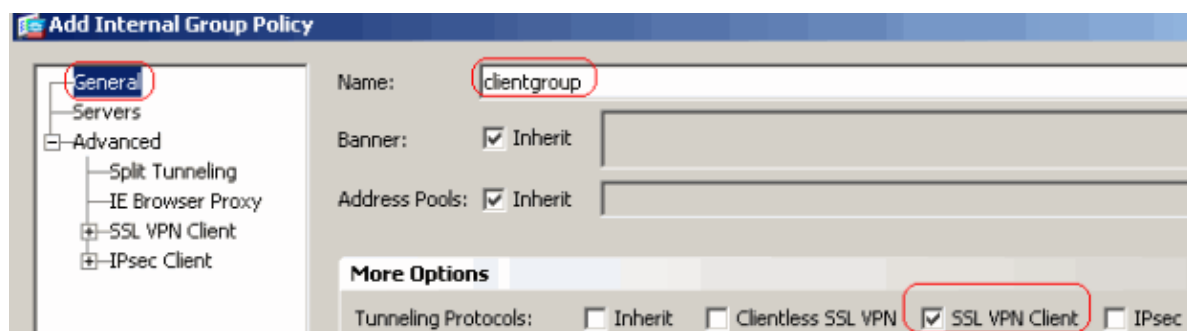 Add Internal Group Policy
General
Servers
Advanced
Split Tunneling
IE Browser Proxy
SSL VPN Client
IPsec Client
Name: clientgroup
Banner: Inherit
Address Pools: Inherit
More Options
Tunneling Protocols: Inherit Clientless SSL VPN SSL VPN Client IPsec